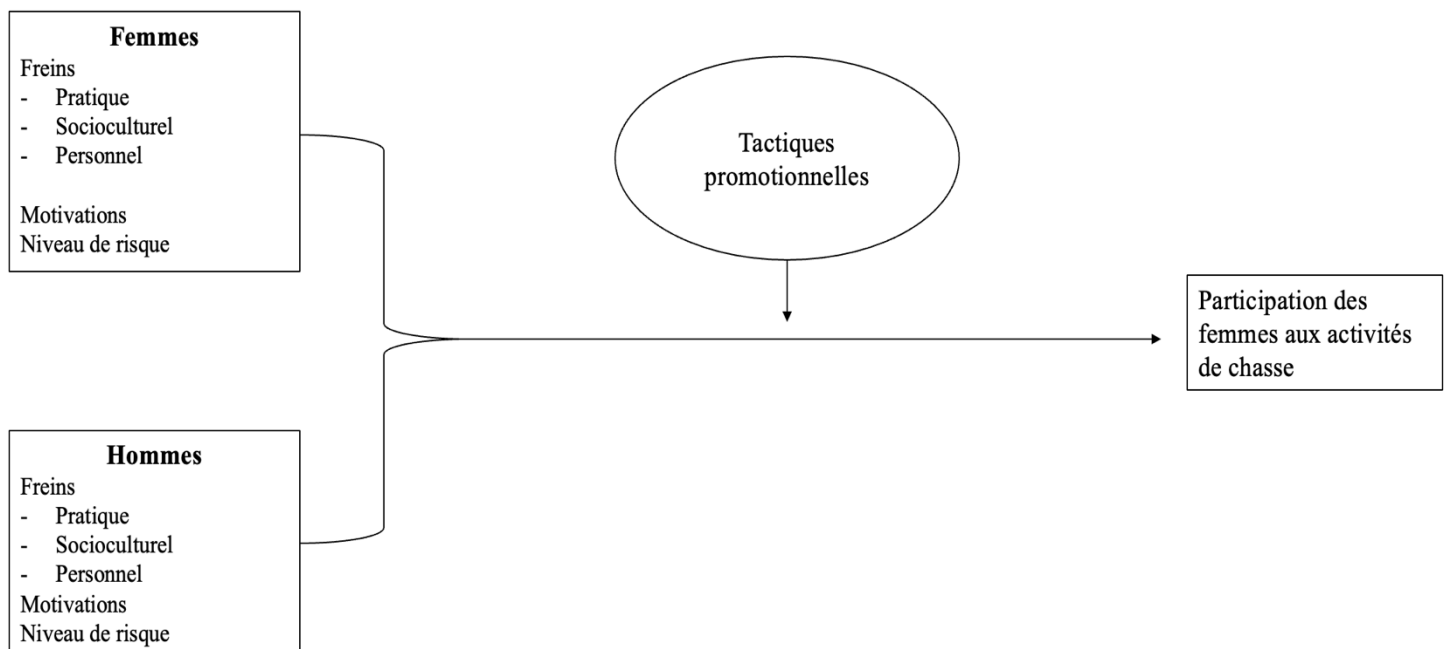 Femmes
Freins
- Pratique
- Socioculturel
- Personnel
Motivations
Niveau de risque
Tactiques
promotionnelles
Participation des
femmes aux activités
de chasse
Hommes
Freins
- Pratique
- Socioculturel
- Personnel
Motivations
Niveau de risque